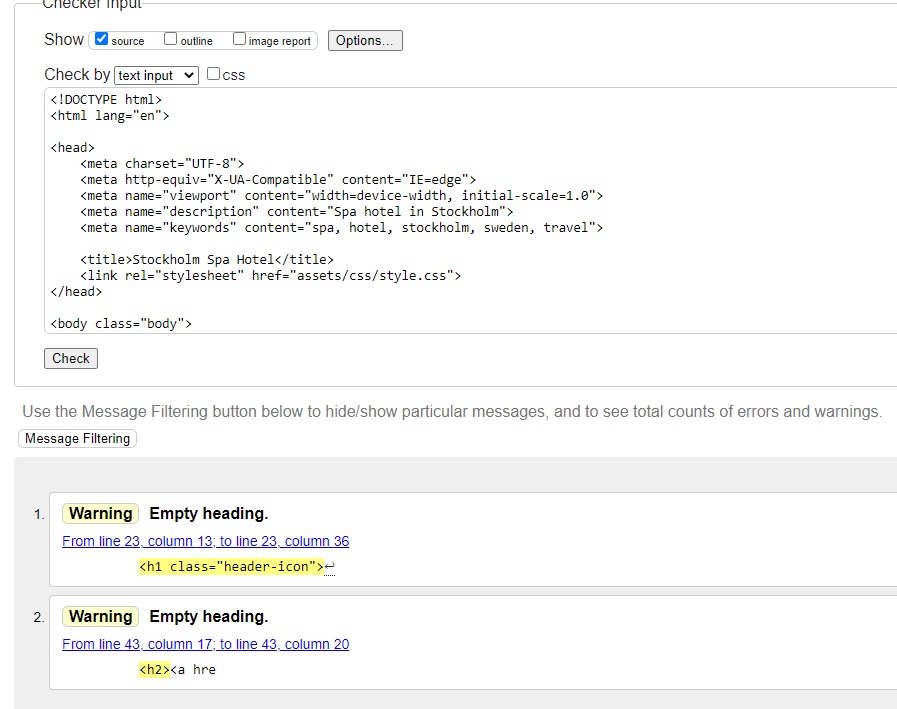 Checker Input
Show source outline image report Options...
Check by text input css
<!DOCTYPE html>
<html lang="en">
<head>
    <meta charset="UTF-8">
    <meta http-equiv="X-UA-Compatible" content="IE=edge">
    <meta name="viewport" content="width=device-width, initial-scale=1.0">
    <meta name="description" content="Spa hotel in Stockholm">
    <meta name="keywords" content="spa, hotel, stockholm, sweden, travel">
    <title>Stockholm Spa Hotel</title>
    <link rel="stylesheet" href="assets/css/style.css">
</head>
<body class="body">
Check
Use the Message Filtering button below to hide/show particular messages, and to see total counts of errors and warnings.
Message Filtering
1. Warning Empty heading.
From line 23, column 13; to line 23, column 36
<h1 class="header-icon">↩
2. Warning Empty heading.
From line 43, column 17; to line 43, column 20
<h2><a hre